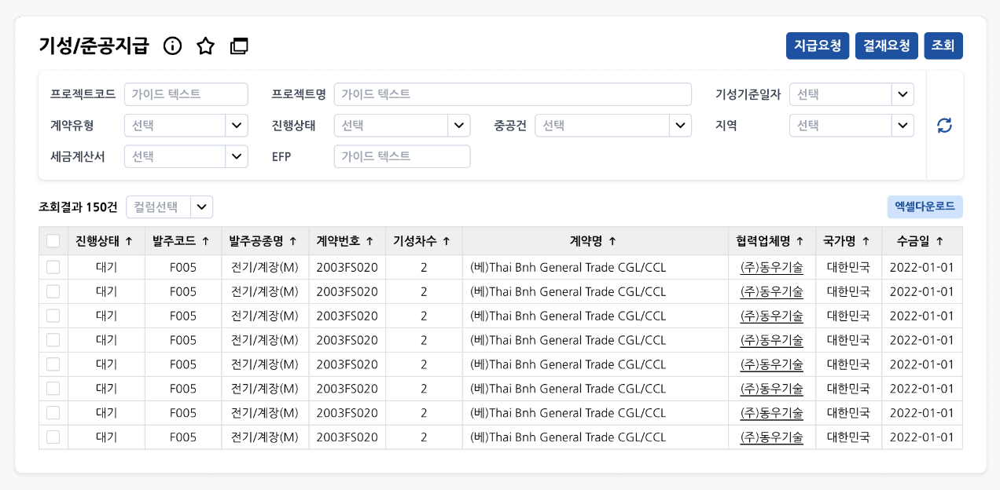 기성/준공지급
지급요청 결재요청 조회
프로젝트코드 가이드 텍스트 프로젝트명 가이드 텍스트 기성기준일자 선택
계약유형 선택 진행상태 선택 중공건 선택 지역 선택
세금계산서 선택 EFP 가이드 텍스트
조회결과 150건 컬럼선택 엑셀다운로드
진행상태 ↑ 발주코드 ↑ 발주공종명 ↑ 계약번호 ↑ 기성차수 ↑ 계약명 ↑ 협력업체명 ↑ 국가명 ↑ 수금일 ↑
대기 F005 전기/계장(M) 2003FS020 2 (베)Thai Bnh General Trade CGL/CCL (주)동우기술 대한민국 2022-01-01
대기 F005 전기/계장(M) 2003FS020 2 (베)Thai Bnh General Trade CGL/CCL (주)동우기술 대한민국 2022-01-01
대기 F005 전기/계장(M) 2003FS020 2 (베)Thai Bnh General Trade CGL/CCL (주)동우기술 대한민국 2022-01-01
대기 F005 전기/계장(M) 2003FS020 2 (베)Thai Bnh General Trade CGL/CCL (주)동우기술 대한민국 2022-01-01
대기 F005 전기/계장(M) 2003FS020 2 (베)Thai Bnh General Trade CGL/CCL (주)동우기술 대한민국 2022-01-01
대기 F005 전기/계장(M) 2003FS020 2 (베)Thai Bnh General Trade CGL/CCL (주)동우기술 대한민국 2022-01-01
대기 F005 전기/계장(M) 2003FS020 2 (베)Thai Bnh General Trade CGL/CCL (주)동우기술 대한민국 2022-01-01
대기 F005 전기/계장(M) 2003FS020 2 (베)Thai Bnh General Trade CGL/CCL (주)동우기술 대한민국 2022-01-01